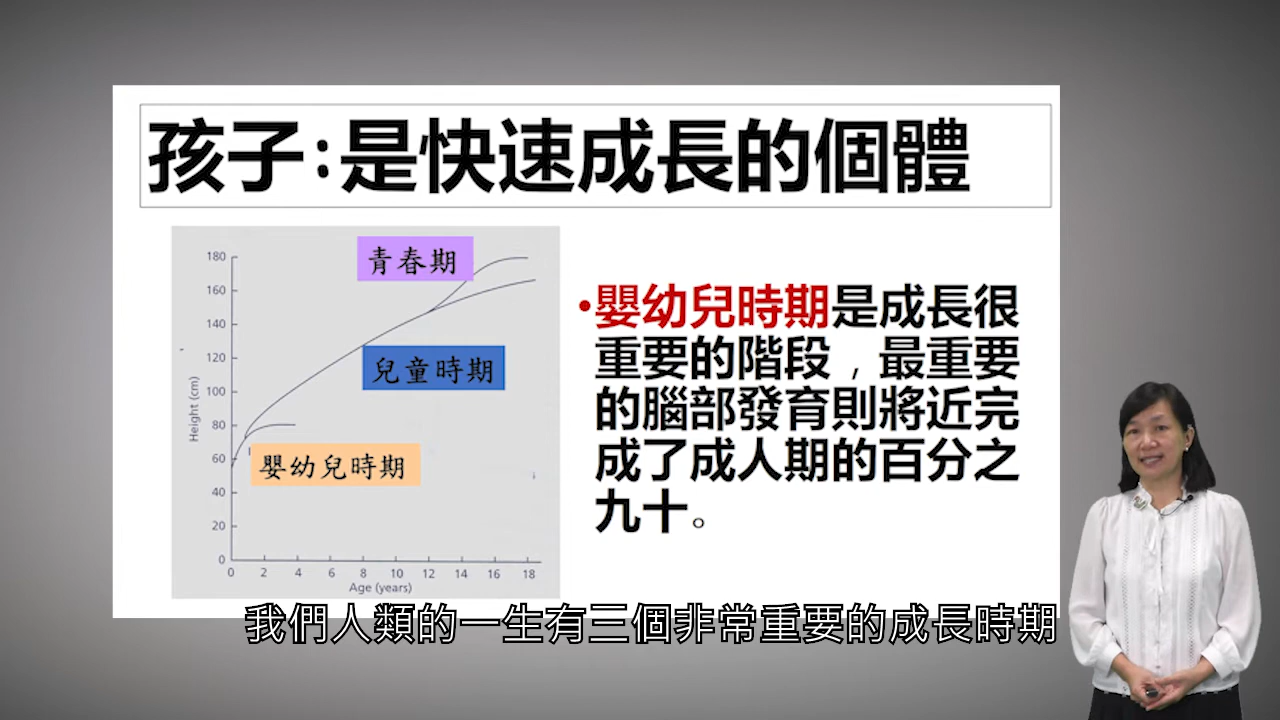 孩子:是快速成長的個體
180
160
140
120
100
80
60
40
20
0
Height (cm)
青春期
兒童時期
嬰幼兒時期
0 2 4 6 8 10 12 14 16 18
Age (years)
•嬰幼兒時期是成長很
重要的階段，最重要
的腦部發育則將近完
成了成人期的百分之
九十。
我們人類的一生有三個非常重要的成長時期